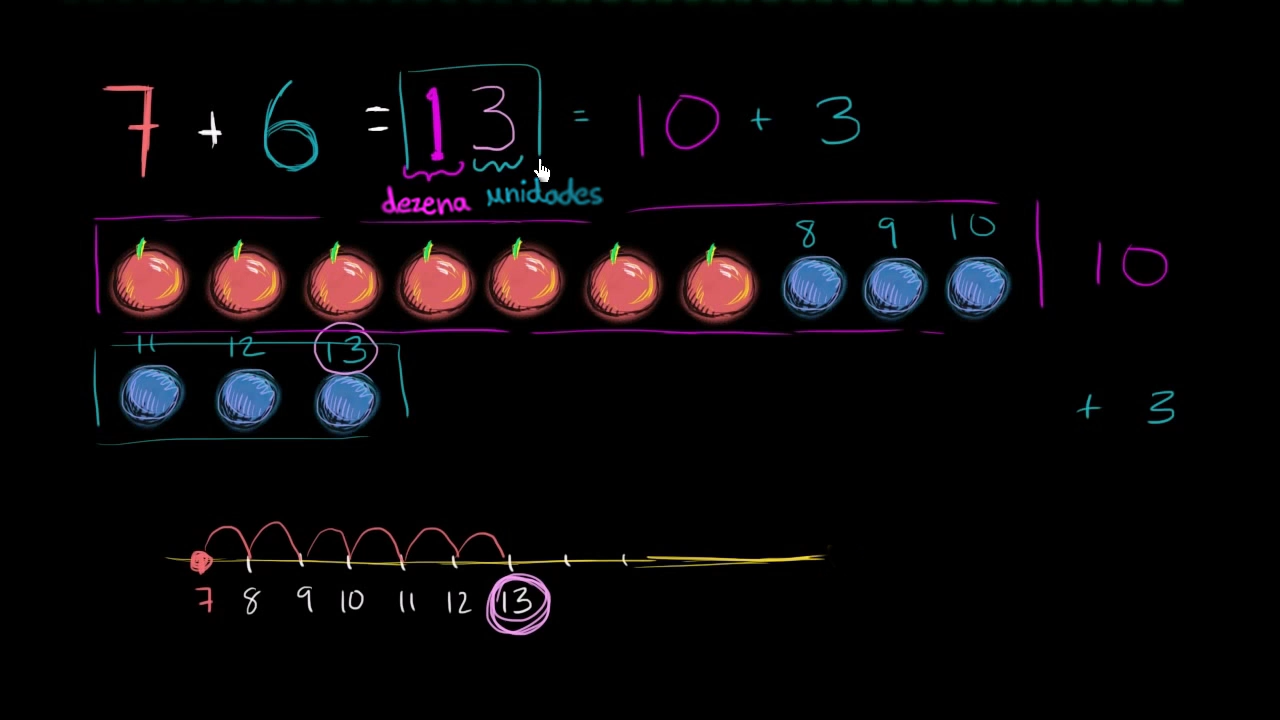 7 + 6 = 13 = 10 + 3
dezena unidades
8 9 10
10
11 12 13
+ 3
7 8 9 10 11 12 13